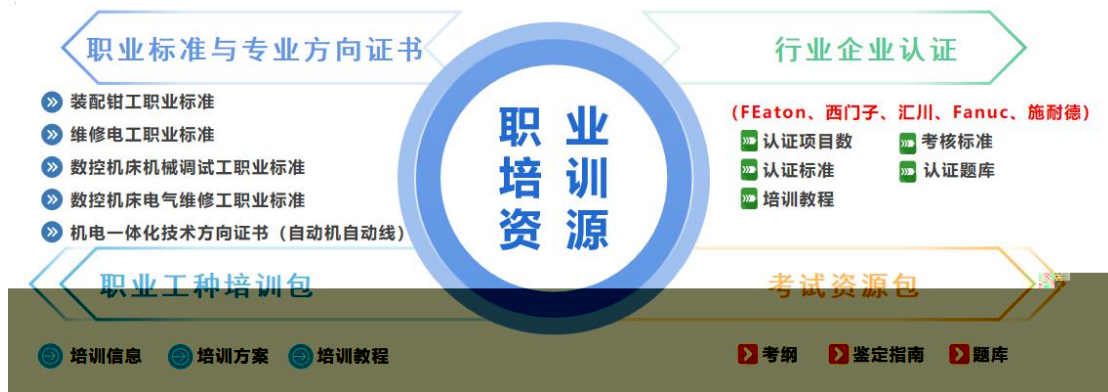 职业标准与专业方向证书
装配钳工职业标准
维修电工职业标准
数控机床机械调试工职业标准
数控机床电气维修工职业标准
机电一体化技术方向证书（自动机自动线）
职业
培训
资源
行业企业认证
(FEaton、西门子、汇川、Fanuc、施耐德)
认证项目数 考核标准
认证标准 认证题库
培训教程
职业工种培训包
培训信息 培训方案 培训教程
考试资源包
考纲 鉴定指南 题库